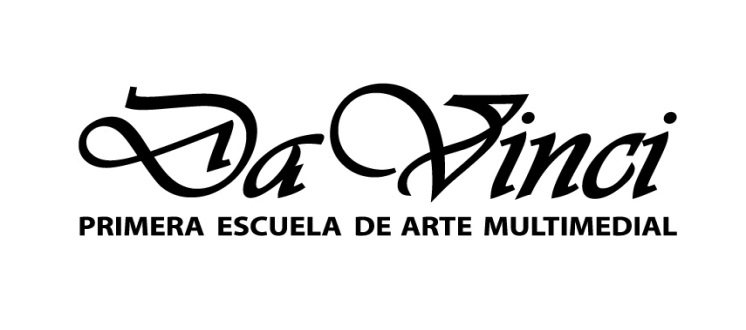 Da Vinci
PRIMERA ESCUELA DE ARTE MULTIMEDIAL